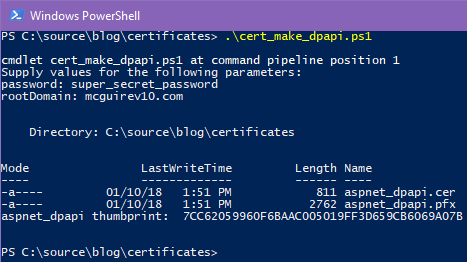 Windows PowerShell
PS C:\source\blog\certificates> .\cert_make_dpapi.ps1
cmdlet cert_make_dpapi.ps1 at command pipeline position 1
Supply values for the following parameters:
password: super_secret_password
rootDomain: mcguirev10.com
Directory: C:\source\blog\certificates
Mode LastWriteTime Length Name
---- ------------- ------ ----
-a---- 01/10/18 1:51 PM 811 aspnet_dpapi.cer
-a---- 01/10/18 1:51 PM 2762 aspnet_dpapi.pfx
aspnet_dpapi thumbprint: 7CC62059960F6BAAC005019FF3D659CB6069A07B
PS C:\source\blog\certificates>